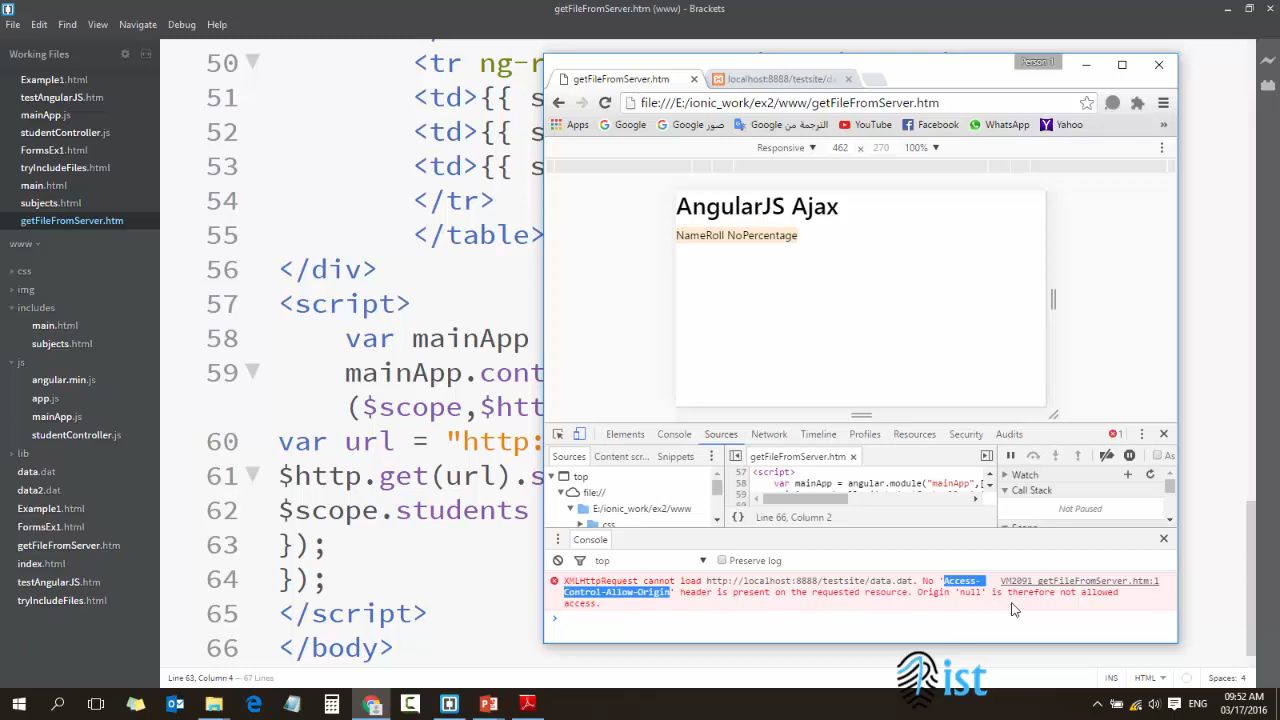 getFileFromServer.htm (www) - Brackets
File Edit Find View Navigate Debug Help
Working Files
Example1.html
testAngularJS.htm
mainApp.js
studentController.js
FormsEx1.html
tryIncludeFiles.htm
main.html
subjects.html
getFileFromServer.htm
www
css
img
includes
main.html
subjects.html
js
angular.min.js
app.js
mainApp.js
studentController.js
lib
data.dat
data2.dat
Example1.html
FormsEx1.html
getFileFromServer.htm
index.html
testAngularJS.htm
tryIncludeFiles.html
50 <tr ng-r
51 <td>{{ s
52 <td>{{ s
53 <td>{{ s
54 </tr>
55 </table>
56 </div>
57 <script>
58 var mainApp
59 mainApp.cont
($scope,$htt
60 var url = "http:
61 $http.get(url).s
62 $scope.students
63 });
64 });
65 </script>
66 </body>
Person 1
getFileFromServer.htm
localhost:8888/testsite/da
file:///E:/ionic_work/ex2/www/getFileFromServer.htm
Apps Google صور Google الترجمة من Google YouTube Facebook WhatsApp Yahoo »
Responsive 462 x 270 100%
AngularJS Ajax
NameRoll NoPercentage
Elements Console Sources Network Timeline Profiles Resources Security Audits 1
Sources Content scr... Snippets getFileFromServer.htm As
top
file://
E:/ionic_work/ex2/www
css
57 <script>
58 var mainApp = angular.module("mainApp",[
59
{} Line 66, Column 2
Watch
Call Stack
Not Paused
Console
top Preserve log
XMLHttpRequest cannot load http://localhost:8888/testsite/data.dat. No 'Access- VM2091 getFileFromServer.htm:1
Control-Allow-Origin' header is present on the requested resource. Origin 'null' is therefore not allowed
access.
Line 63, Column 4 — 67 Lines
INS HTML Spaces: 4
ist
09:52 AM
03/17/2016